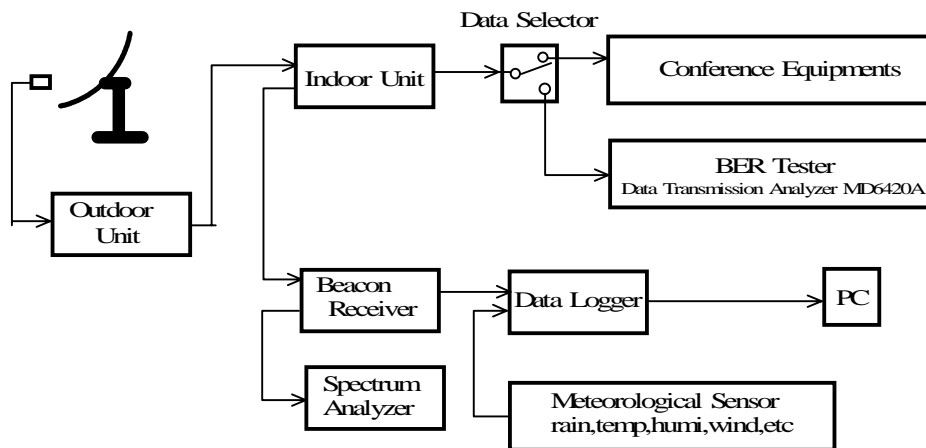 Data Selector
Indoor Unit
Conference Equipments
BER Tester
Data Transmission Analyzer MD6420A
Outdoor
Unit
Beacon
Receiver
Data Logger
PC
Spectrum
Analyzer
Meteorological Sensor
rain,temp,humi,wind,etc